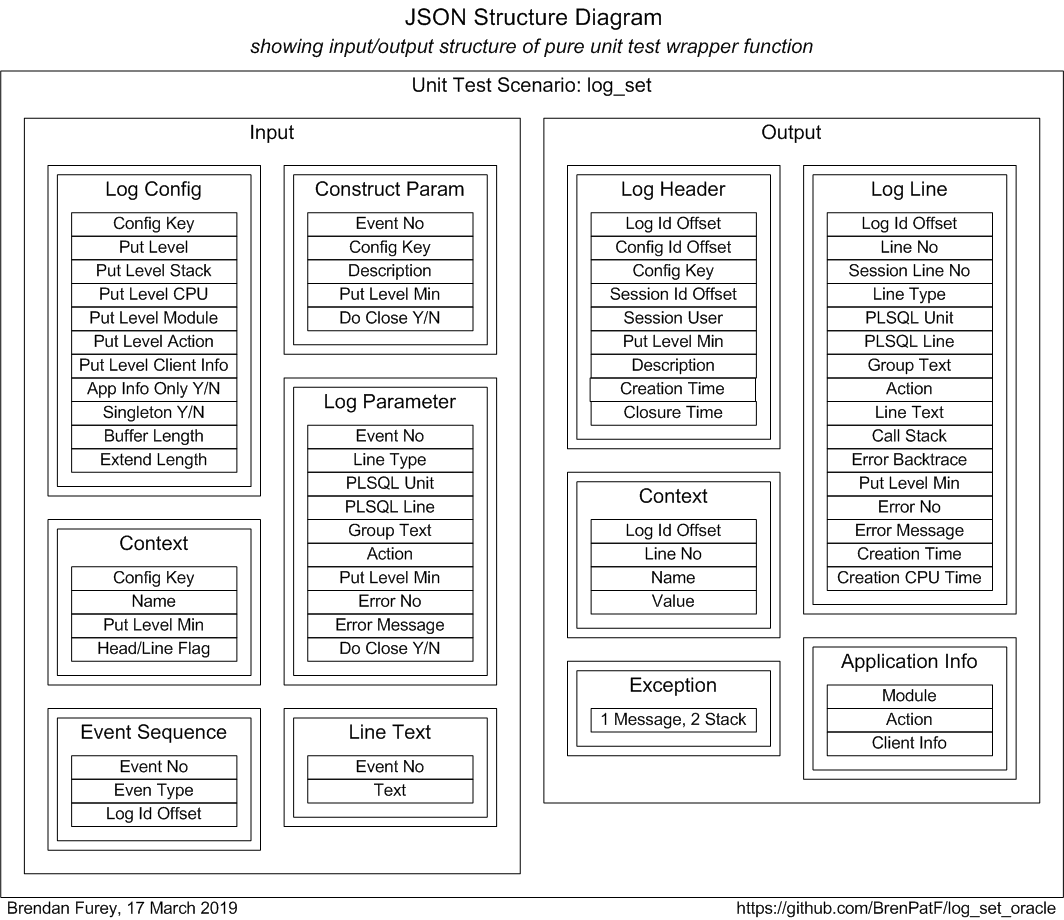 JSON Structure Diagram
showing input/output structure of pure unit test wrapper function
Unit Test Scenario: log_set
Input
Log Config
Config Key
Put Level
Put Level Stack
Put Level CPU
Put Level Module
Put Level Action
Put Level Client Info
App Info Only Y/N
Singleton Y/N
Buffer Length
Extend Length
Context
Config Key
Name
Put Level Min
Head/Line Flag
Event Sequence
Event No
Even Type
Log Id Offset
Construct Param
Event No
Config Key
Description
Put Level Min
Do Close Y/N
Log Parameter
Event No
Line Type
PLSQL Unit
PLSQL Line
Group Text
Action
Put Level Min
Error No
Error Message
Do Close Y/N
Line Text
Event No
Text
Output
Log Header
Log Id Offset
Config Id Offset
Config Key
Session Id Offset
Session User
Put Level Min
Description
Creation Time
Closure Time
Context
Log Id Offset
Line No
Name
Value
Exception
1 Message, 2 Stack
Log Line
Log Id Offset
Line No
Session Line No
Line Type
PLSQL Unit
PLSQL Line
Group Text
Action
Line Text
Call Stack
Error Backtrace
Put Level Min
Error No
Error Message
Creation Time
Creation CPU Time
Application Info
Module
Action
Client Info
Brendan Furey, 17 March 2019
https://github.com/BrenPatF/log_set_oracle